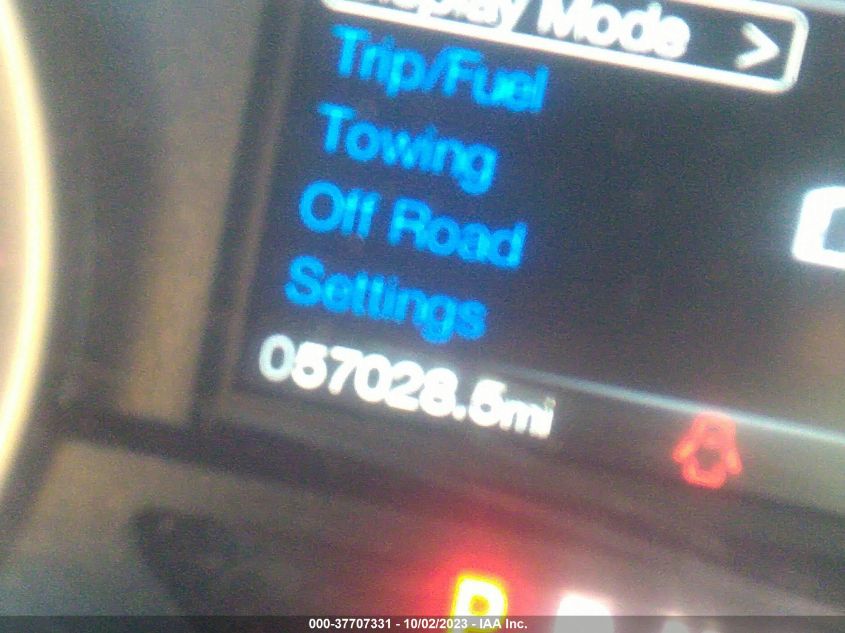 Display Mode >
Trip/Fuel
Towing
Off Road
Settings
057028.5mi
P
000-37707331 - 10/02/2023 - IAA Inc.